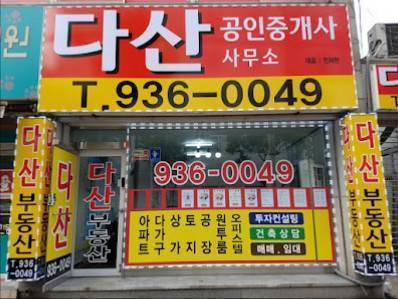 다산 공인중개사
사무소
T.936-0049
원
다산 부동산
T.936
-0049
다산 부동산
936-0049
아파트
다가구
상가
토지
공장
원투룸
오피스텔
투자컨설팅
건축상담
매매.임대
다산 부동산
T.936
-0049